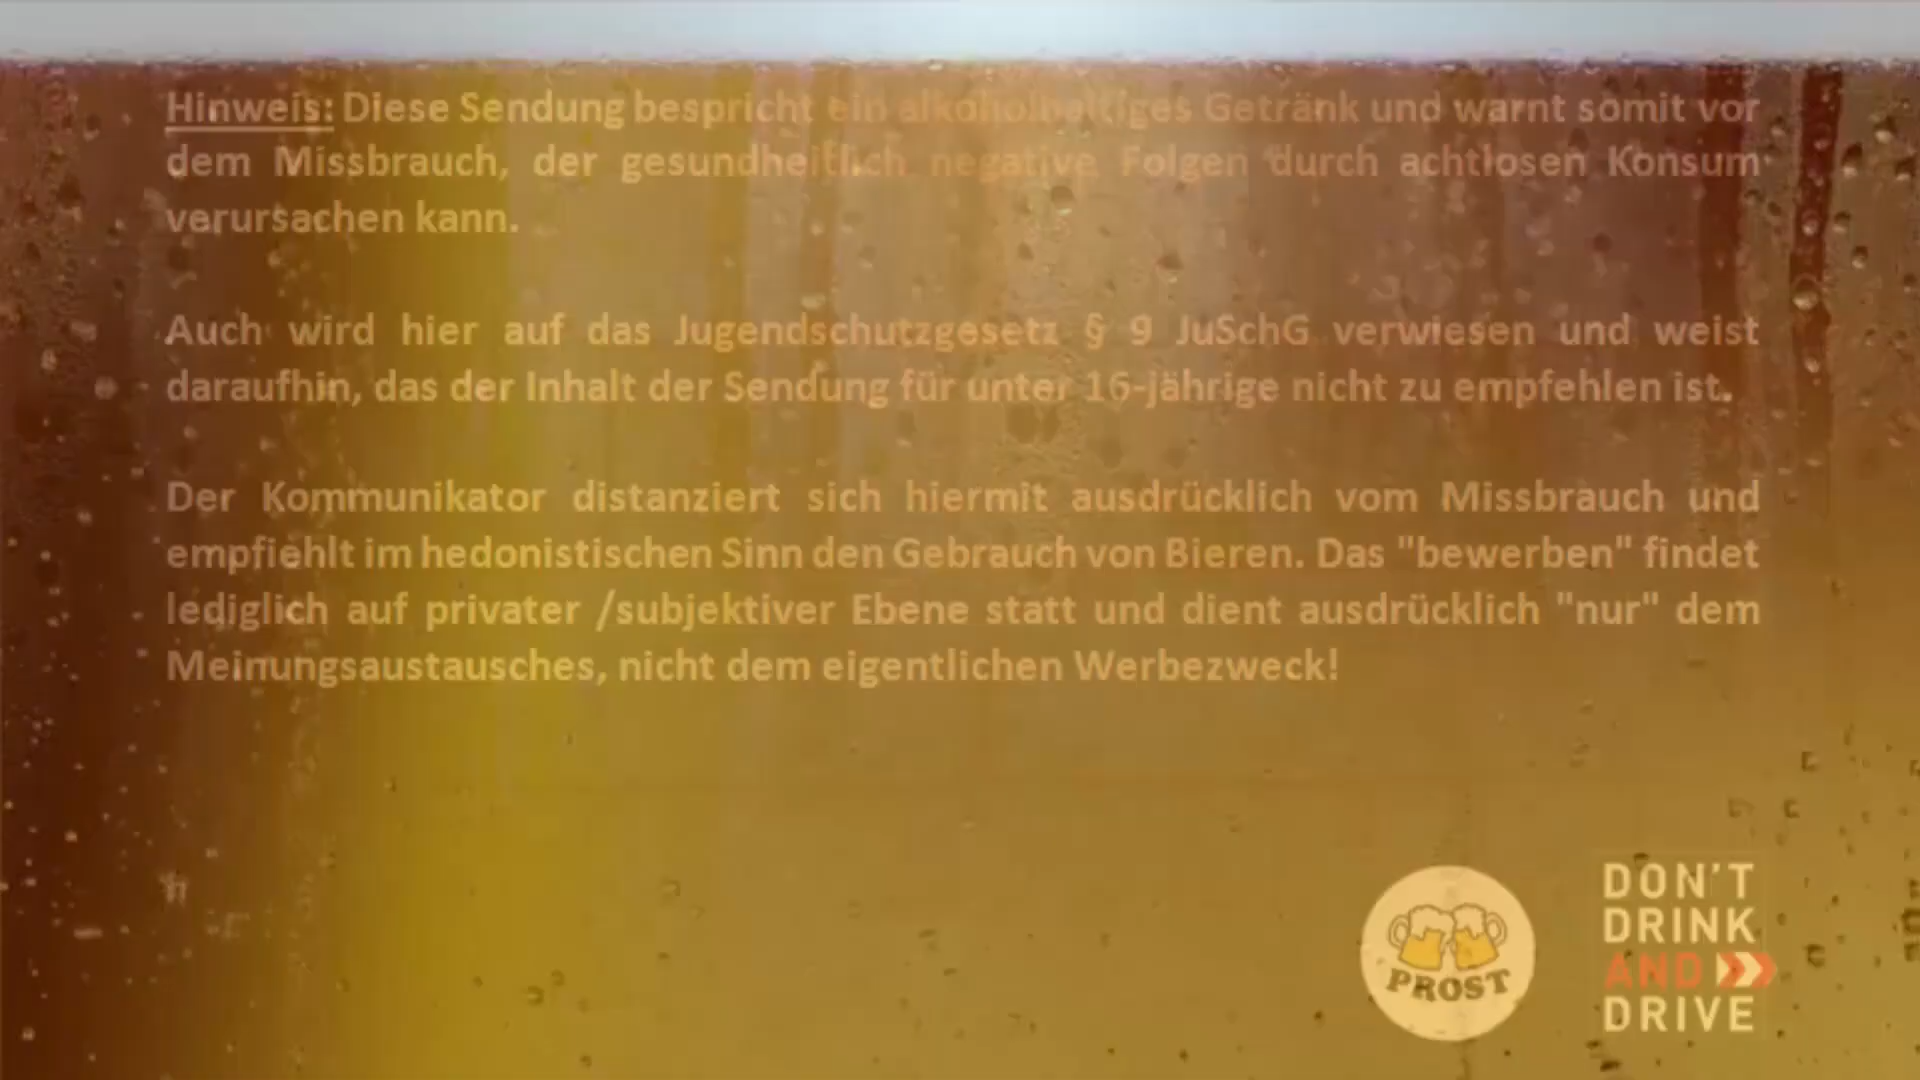 Hinweis: Diese Sendung bespricht ein alkoholhaltiges Getränk und warnt somit vor
dem Missbrauch, der gesundheitlich negative Folgen durch achtlosen Konsum
verursachen kann.
Auch wird hier auf das Jugendschutzgesetz § 9 JuSchG verwiesen und weist
daraufhin, das der Inhalt der Sendung für unter 16-jährige nicht zu empfehlen ist.
Der Kommunikator distanziert sich hiermit ausdrücklich vom Missbrauch und
empfiehlt im hedonistischen Sinn den Gebrauch von Bieren. Das "bewerben" findet
lediglich auf privater /subjektiver Ebene statt und dient ausdrücklich "nur" dem
Meinungsaustausches, nicht dem eigentlichen Werbezweck!
PROST
DON'T
DRINK
AND
DRIVE